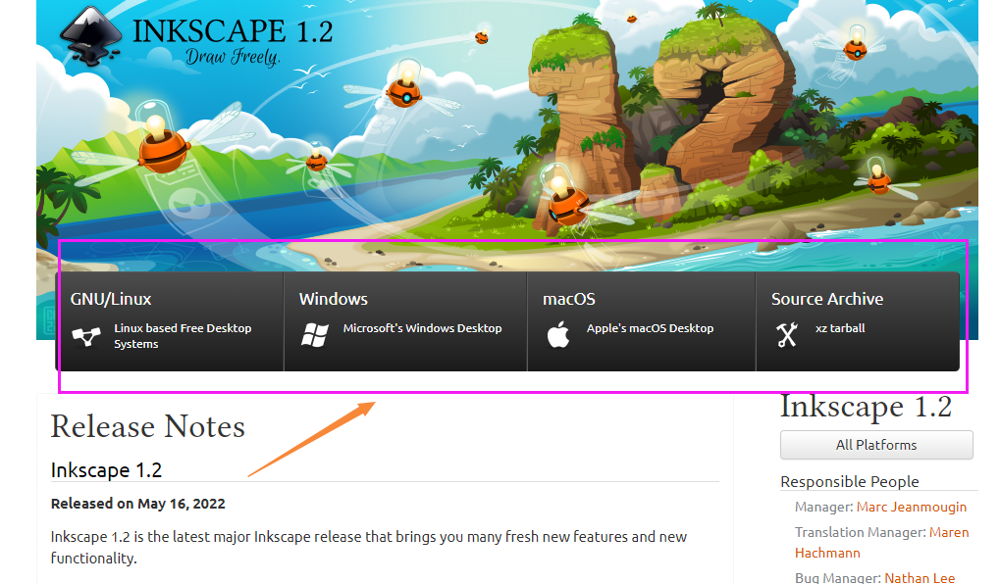 INKSCAPE 1.2
Draw Freely.
GNU/Linux
Linux based Free Desktop
Systems
Windows
Microsoft's Windows Desktop
macOS
Apple's macOS Desktop
Source Archive
xz tarball
Release Notes
Inkscape 1.2
Released on May 16, 2022
Inkscape 1.2 is the latest major Inkscape release that brings you many fresh new features and new
functionality.
Inkscape 1.2
All Platforms
Responsible People
Manager: Marc Jeanmougin
Translation Manager: Maren
Hachmann
Bug Manager: Nathan Lee